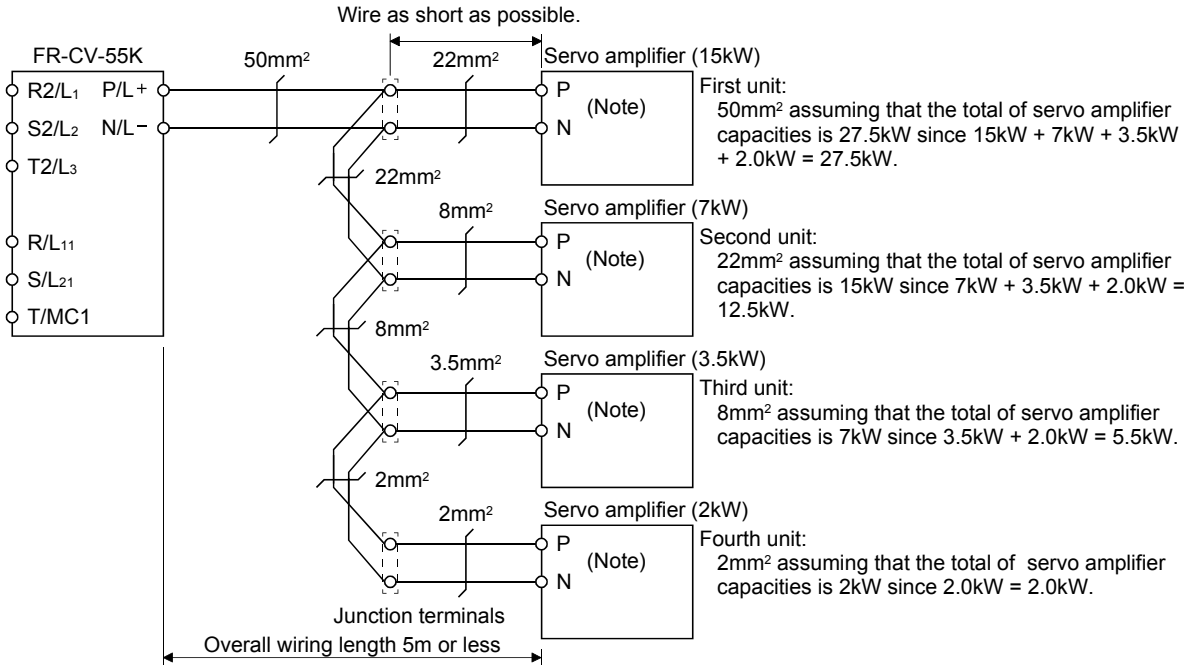 Wire as short as possible.
FR-CV-55K
50mm²
22mm²
Servo amplifier (15kW)
R2/L1 P/L+
S2/L2 N/L−
T2/L3
R/L11
S/L21
T/MC1
P
(Note)
N
First unit:
50mm² assuming that the total of servo amplifier
capacities is 27.5kW since 15kW + 7kW + 3.5kW
+ 2.0kW = 27.5kW.
22mm²
8mm²
Servo amplifier (7kW)
P
(Note)
N
Second unit:
22mm² assuming that the total of servo amplifier
capacities is 15kW since 7kW + 3.5kW + 2.0kW =
12.5kW.
8mm²
3.5mm²
Servo amplifier (3.5kW)
P
(Note)
N
Third unit:
8mm² assuming that the total of servo amplifier
capacities is 7kW since 3.5kW + 2.0kW = 5.5kW.
2mm²
2mm²
Servo amplifier (2kW)
P
(Note)
N
Fourth unit:
2mm² assuming that the total of servo amplifier
capacities is 2kW since 2.0kW = 2.0kW.
Junction terminals
Overall wiring length 5m or less